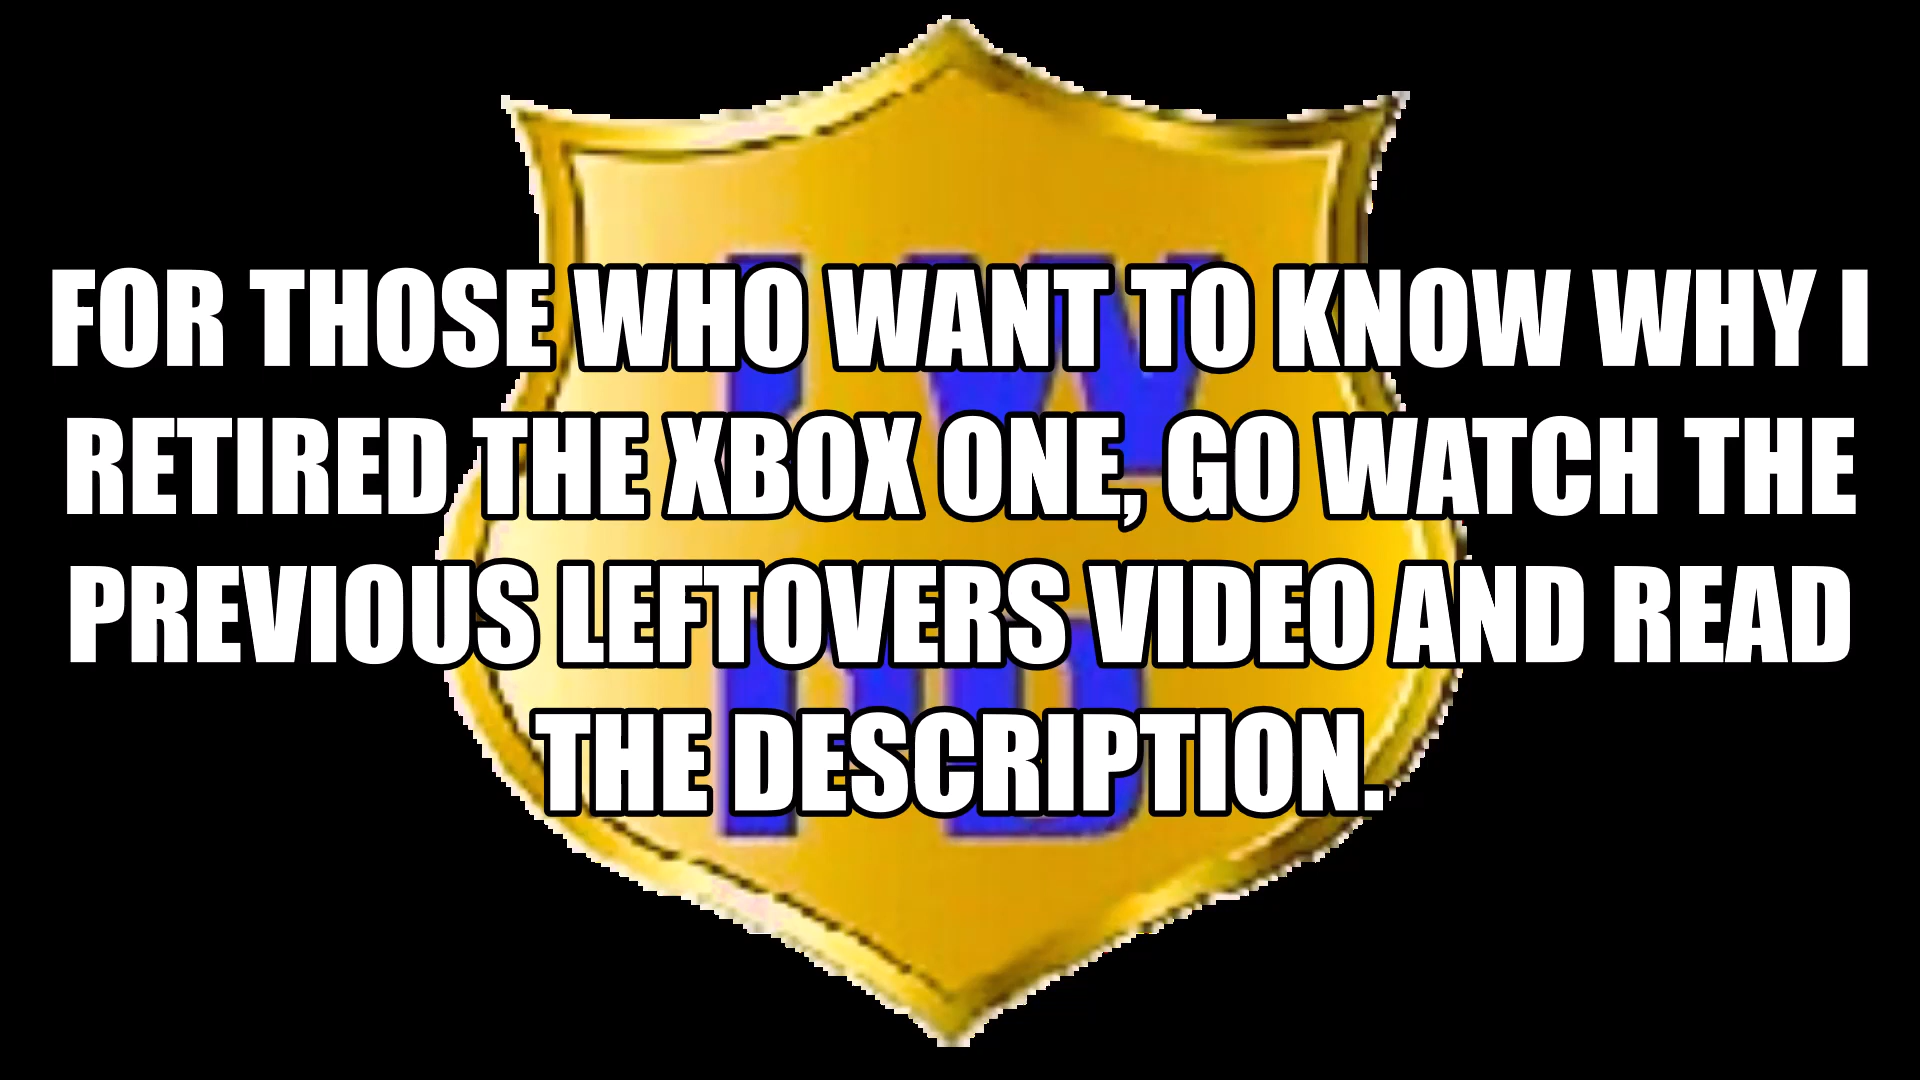 FOR THOSE WHO WANT TO KNOW WHY I
RETIRED THE XBOX ONE, GO WATCH THE
PREVIOUS LEFTOVERS VIDEO AND READ
THE DESCRIPTION.